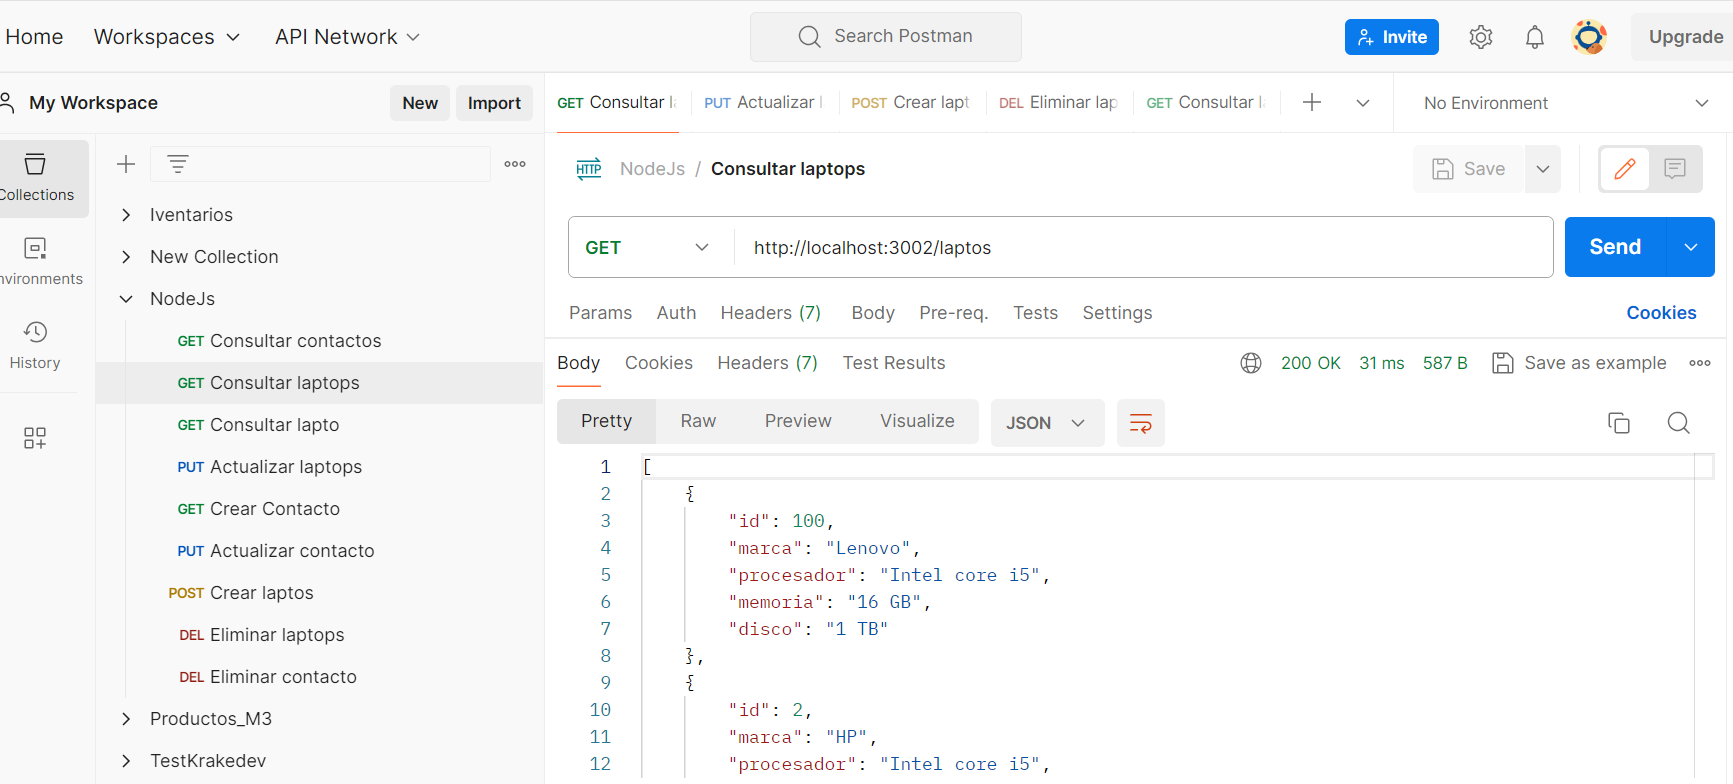 Home Workspaces API Network Search Postman Invite Upgrade
My Workspace New Import
GET Consultar l PUT Actualizar POST Crear lapt DEL Eliminar lap GET Consultar l No Environment
Collections
nvironments
History
Iventarios
New Collection
NodeJs
GET Consultar contactos
GET Consultar laptops
GET Consultar lapto
PUT Actualizar laptops
GET Crear Contacto
PUT Actualizar contacto
POST Crear laptos
DEL Eliminar laptops
DEL Eliminar contacto
Productos_M3
TestKrakedev
HTTP NodeJs / Consultar laptops Save
GET http://localhost:3002/laptos Send
Params Auth Headers (7) Body Pre-req. Tests Settings Cookies
Body Cookies Headers (7) Test Results 200 OK 31 ms 587 B Save as example
Pretty Raw Preview Visualize JSON
1 [
2 {
3 "id": 100,
4 "marca": "Lenovo",
5 "procesador": "Intel core i5",
6 "memoria": "16 GB",
7 "disco": "1 TB"
8 },
9 {
10 "id": 2,
11 "marca": "HP",
12 "procesador": "Intel core i5",